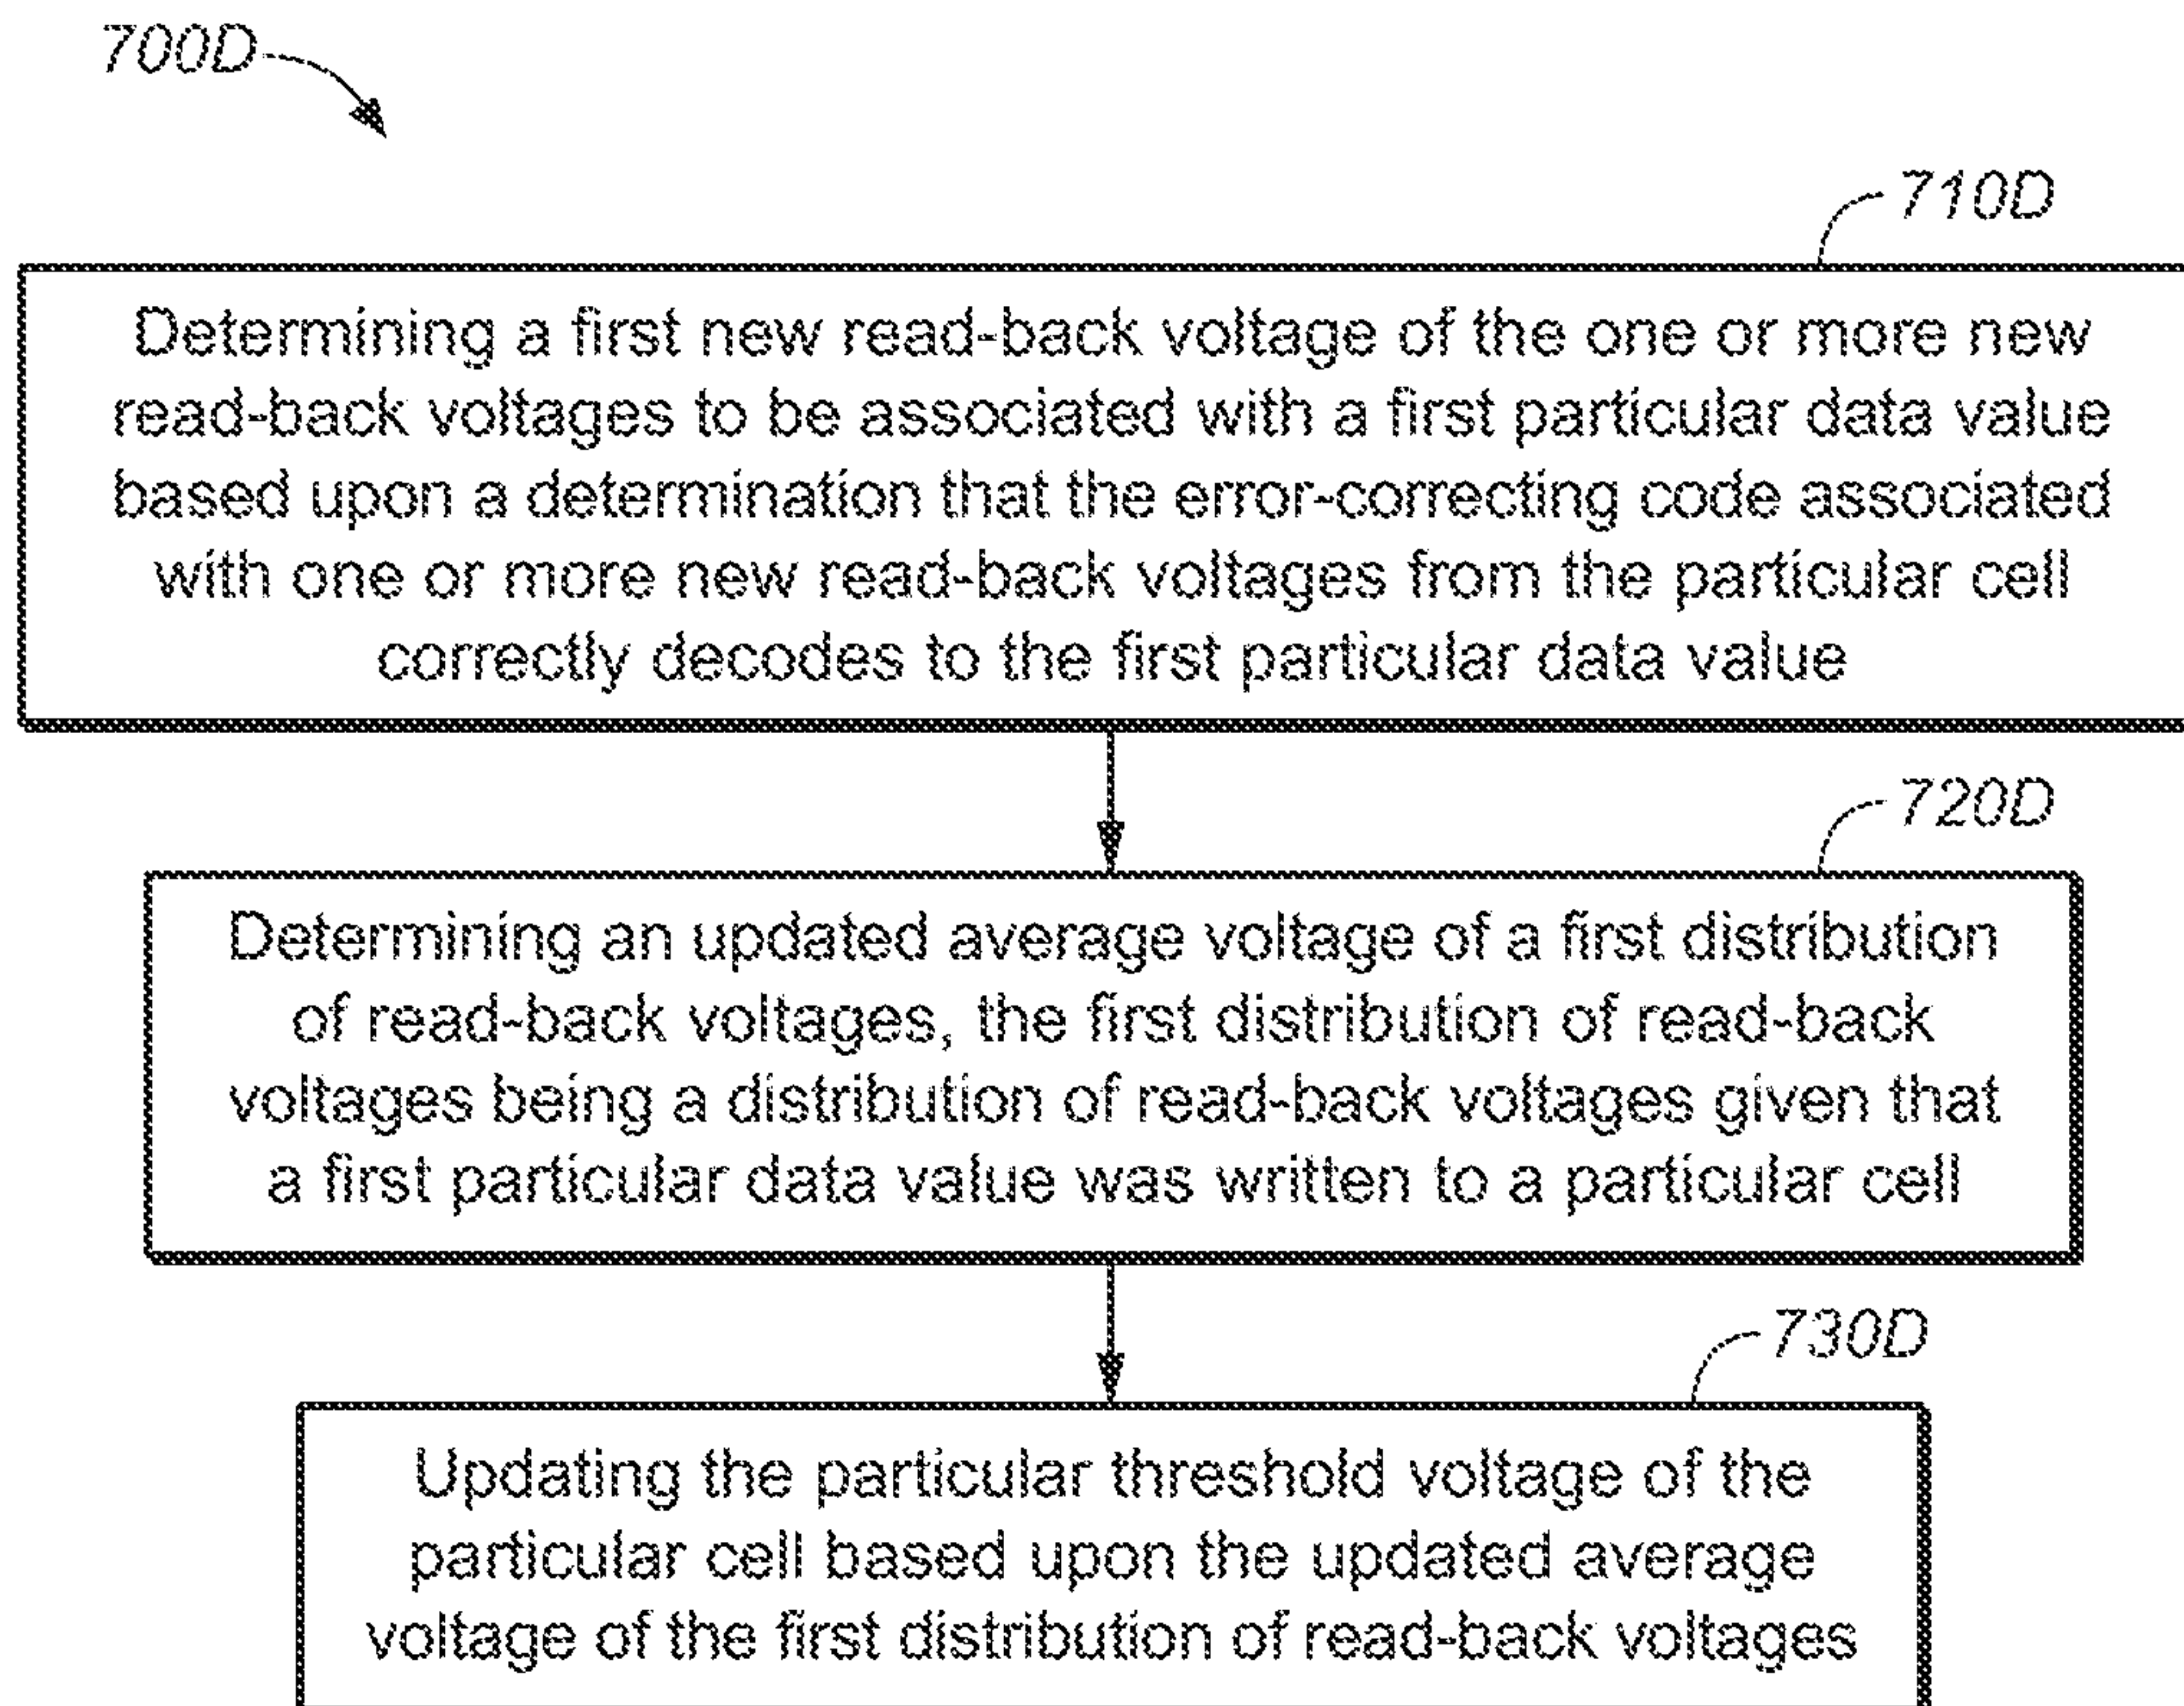 700D
710D
Determining a first new read-back voltage of the one or more new
read-back voltages to be associated with a first particular data value
based upon a determination that the error-correcting code associated
with one or more new read-back voltages from the particular cell
correctly decodes to the first particular data value
720D
Determining an updated average voltage of a first distribution
of read-back voltages, the first distribution of read-back
voltages being a distribution of read-back voltages given that
a first particular data value was written to a particular cell
730D
Updating the particular threshold voltage of the
particular cell based upon the updated average
voltage of the first distribution of read-back voltages